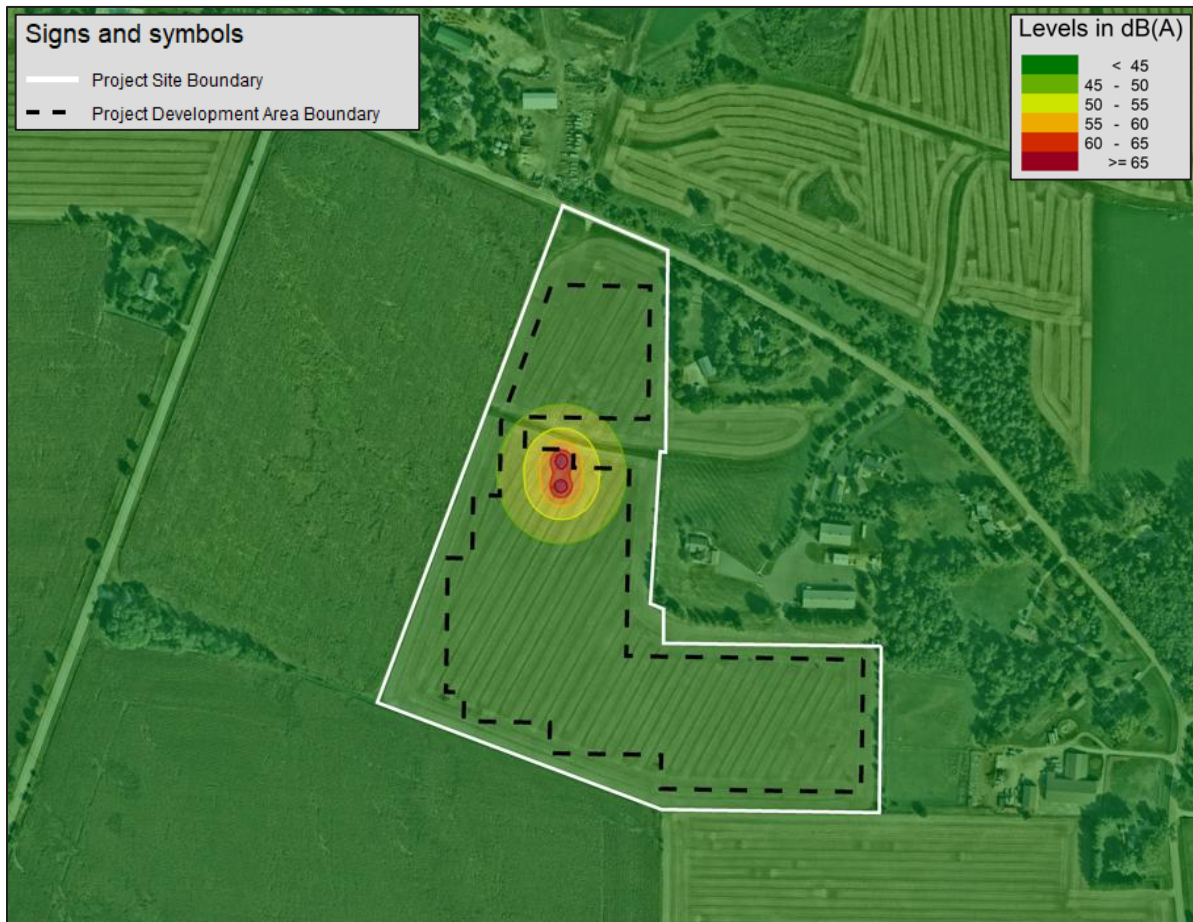 Signs and symbols
Project Site Boundary
Project Development Area Boundary
Levels in dB(A)
< 45
45 - 50
50 - 55
55 - 60
60 - 65
>= 65